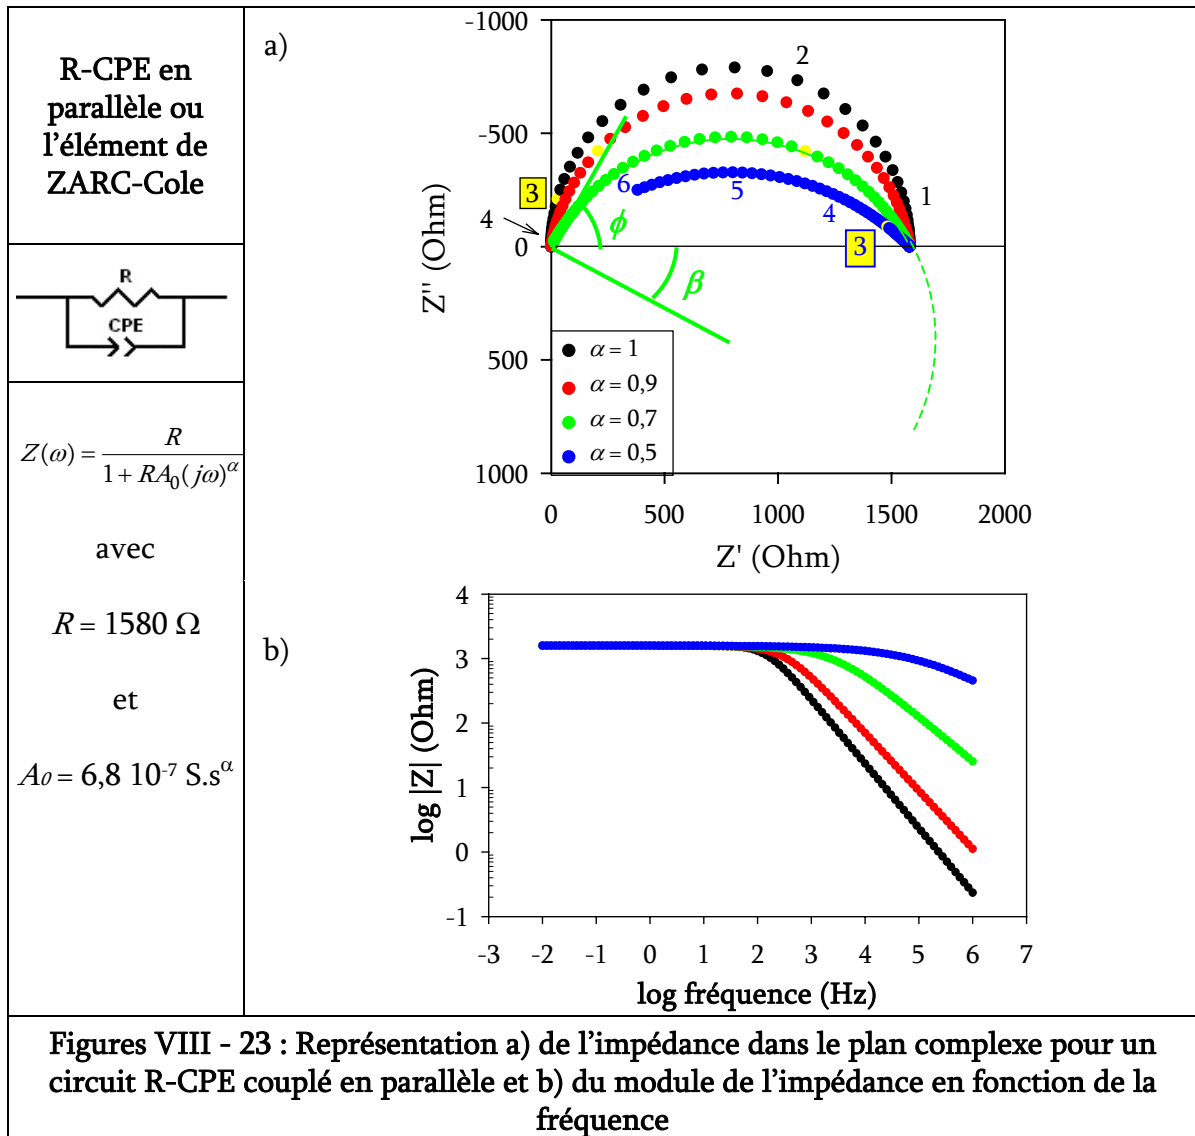 R-CPE en
parallèle ou
l'élément de
ZARC-Cole
R
CPE
Z(ω) = R / 1 + RA₀(jω)^α
avec
R = 1580 Ω
et
A₀ = 6,8 10⁻⁷ S.s^α
a)
-1000
-500
0
500
1000
Z'' (Ohm)
2
1
3
4
6
5
4
3
ϕ
β
α = 1
α = 0,9
α = 0,7
α = 0,5
0 500 1000 1500 2000
Z' (Ohm)
b)
4
3
2
1
0
-1
log |Z| (Ohm)
-3 -2 -1 0 1 2 3 4 5 6 7
log fréquence (Hz)
Figures VIII - 23 : Représentation a) de l'impédance dans le plan complexe pour un
circuit R-CPE couplé en parallèle et b) du module de l'impédance en fonction de la
fréquence